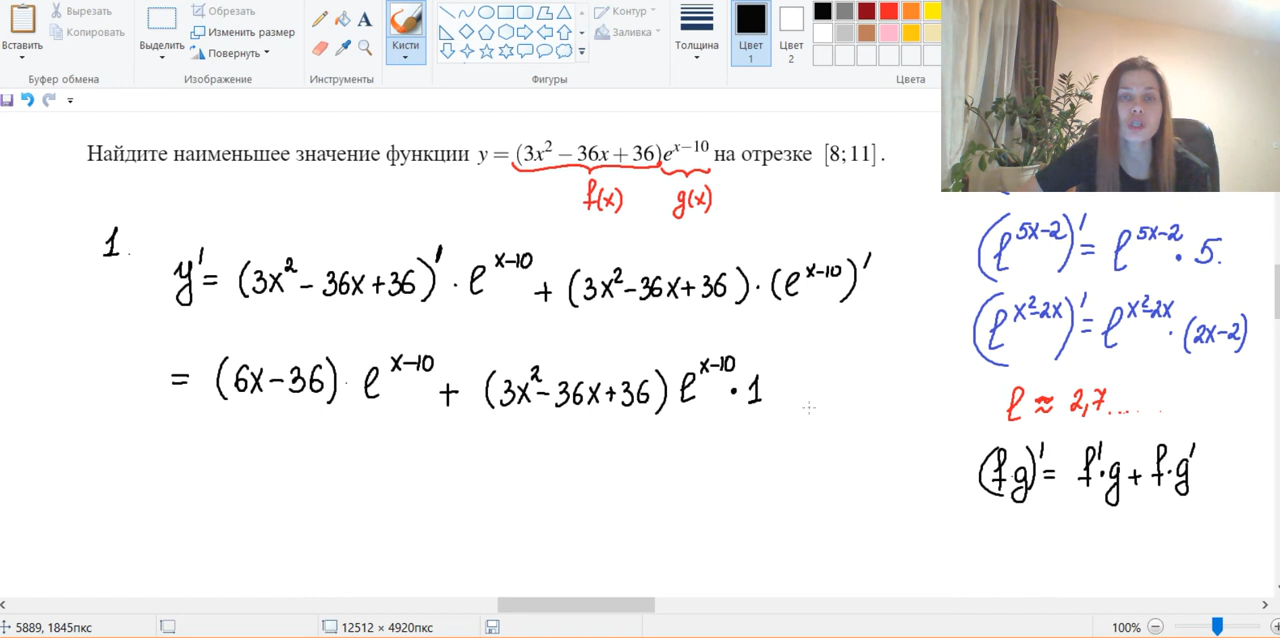 Вставить
Вырезать
Копировать
Буфер обмена
Выделить
Обрезать
Изменить размер
Повернуть
Изображение
Инструменты
Кисти
Контур
Заливка
Фигуры
Толщина
Цвет 1
Цвет 2
Цвета
Найдите наименьшее значение функции y = (3x² − 36x + 36)e^{x−10} на отрезке [8; 11].
f(x) g(x)
1.
y' = (3x² − 36x + 36)' · e^{x−10} + (3x² − 36x + 36) · (e^{x−10})'
= (6x − 36) · e^{x−10} + (3x² − 36x + 36) e^{x−10} · 1
(e^{5x−2})' = e^{5x−2} · 5.
(e^{x²−2x})' = e^{x²−2x} · (2x−2)
e ≈ 2,7.....
(f·g)' = f'·g + f·g'
5889, 1845пкс
12512 × 4920пкс
100%